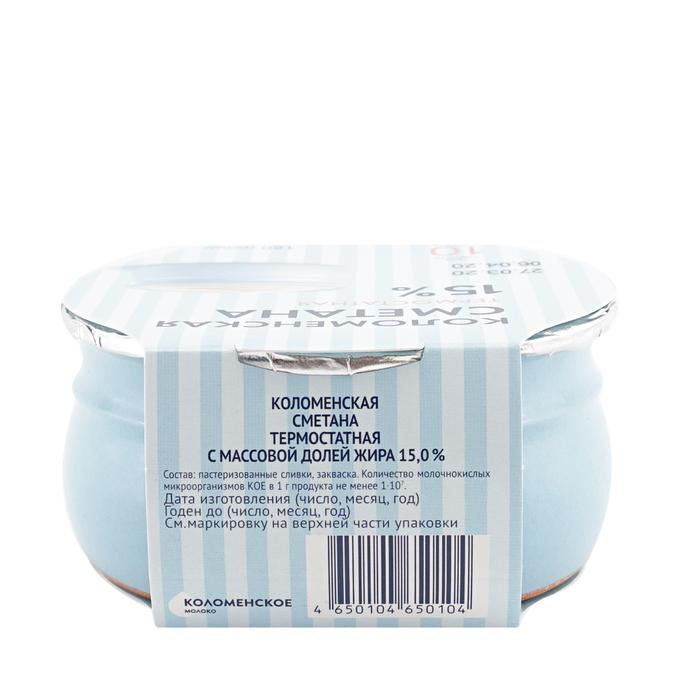 КОЛОМЕНСКАЯ
СМЕТАНА
ТЕРМОСТАТНАЯ
15%
27.03.20
06.04.20
10
КОЛОМЕНСКАЯ
СМЕТАНА
ТЕРМОСТАТНАЯ
С МАССОВОЙ ДОЛЕЙ ЖИРА 15,0 %
Состав: пастеризованные сливки, закваска. Количество молочнокислых
микроорганизмов КОЕ в 1 г продукта не менее 1·10⁷.
Дата изготовления (число, месяц, год)
Годен до (число, месяц, год)
См.маркировку на верхней части упаковки
КОЛОМЕНСКОЕ
МОЛОКО
4 650104 650104